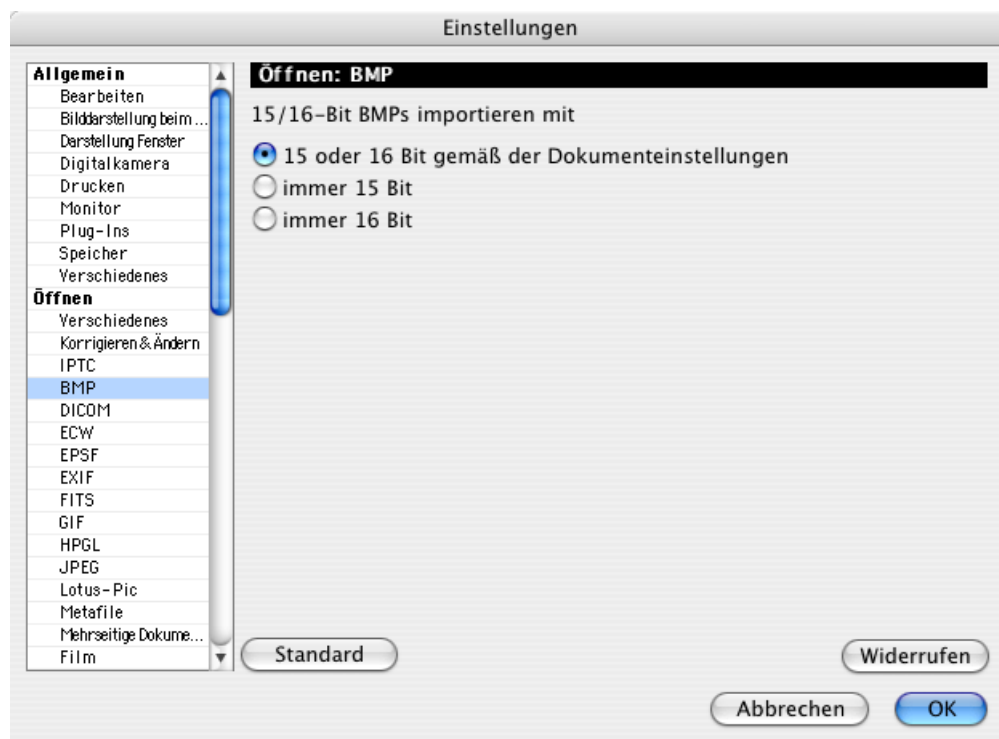 Einstellungen
Allgemein
Bearbeiten
Bilddarstellung beim ...
Darstellung Fenster
Digitalkamera
Drucken
Monitor
Plug-Ins
Speicher
Verschiedenes
Öffnen
Verschiedenes
Korrigieren & Ändern
IPTC
BMP
DICOM
ECW
EPSF
EXIF
FITS
GIF
HPGL
JPEG
Lotus-Pic
Metafile
Mehrseitige Dokume...
Film
Öffnen: BMP
15/16-Bit BMPs importieren mit
15 oder 16 Bit gemäß der Dokumenteinstellungen
immer 15 Bit
immer 16 Bit
Standard
Widerrufen
Abbrechen
OK